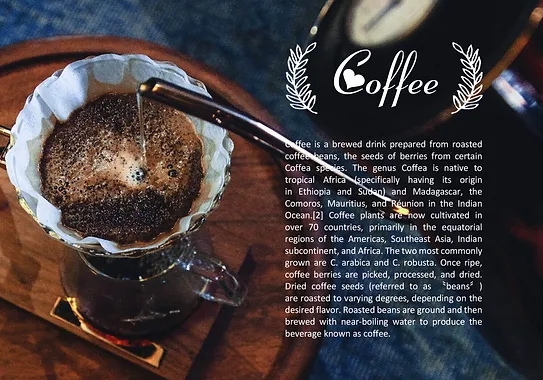 Coffee
Coffee is a brewed drink prepared from roasted
coffee beans, the seeds of berries from certain
Coffea species. The genus Coffea is native to
tropical Africa (specifically having its origin
in Ethiopia and Sudan) and Madagascar, the
Comoros, Mauritius, and Réunion in the Indian
Ocean.[2] Coffee plants are now cultivated in
over 70 countries, primarily in the equatorial
regions of the Americas, Southeast Asia, Indian
subcontinent, and Africa. The two most commonly
grown are C. arabica and C. robusta. Once ripe,
coffee berries are picked, processed, and dried.
Dried coffee seeds (referred to as "beans" )
are roasted to varying degrees, depending on the
desired flavor. Roasted beans are ground and then
brewed with near-boiling water to produce the
beverage known as coffee.